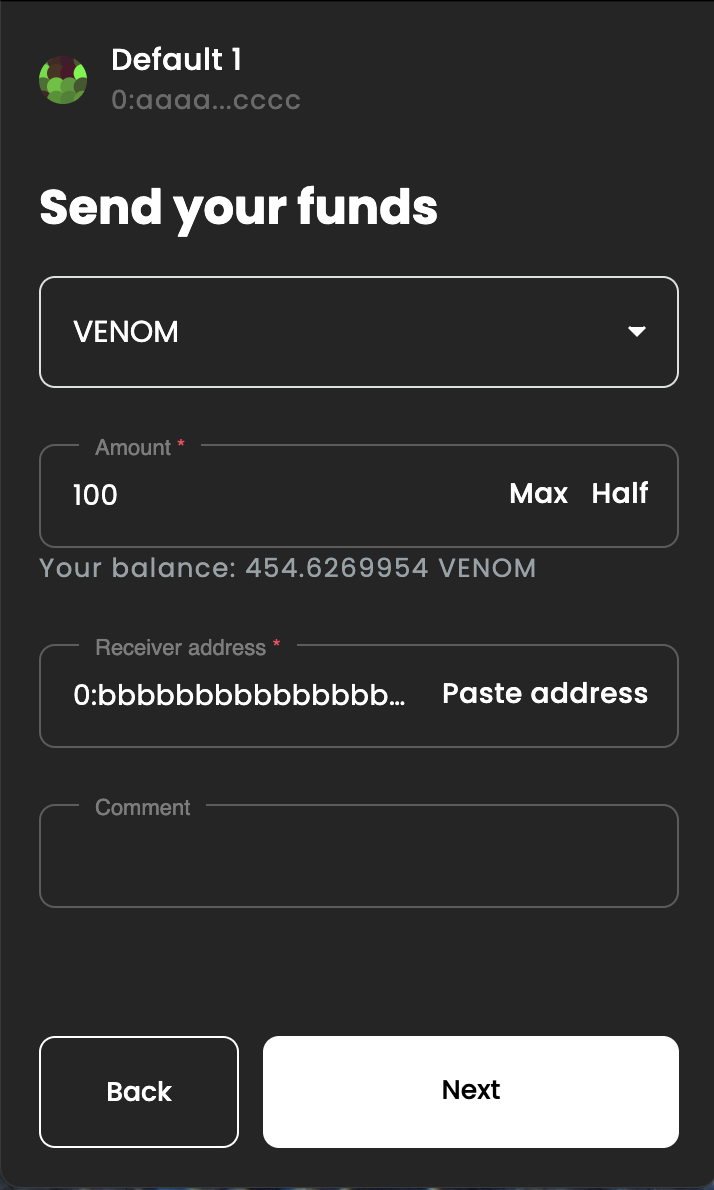 Default 1
0:aaaa...cccc
Send your funds
VENOM
Amount *
100 Max Half
Your balance: 454.6269954 VENOM
Receiver address *
0:bbbbbbbbbbbbbbb... Paste address
Comment
Back Next